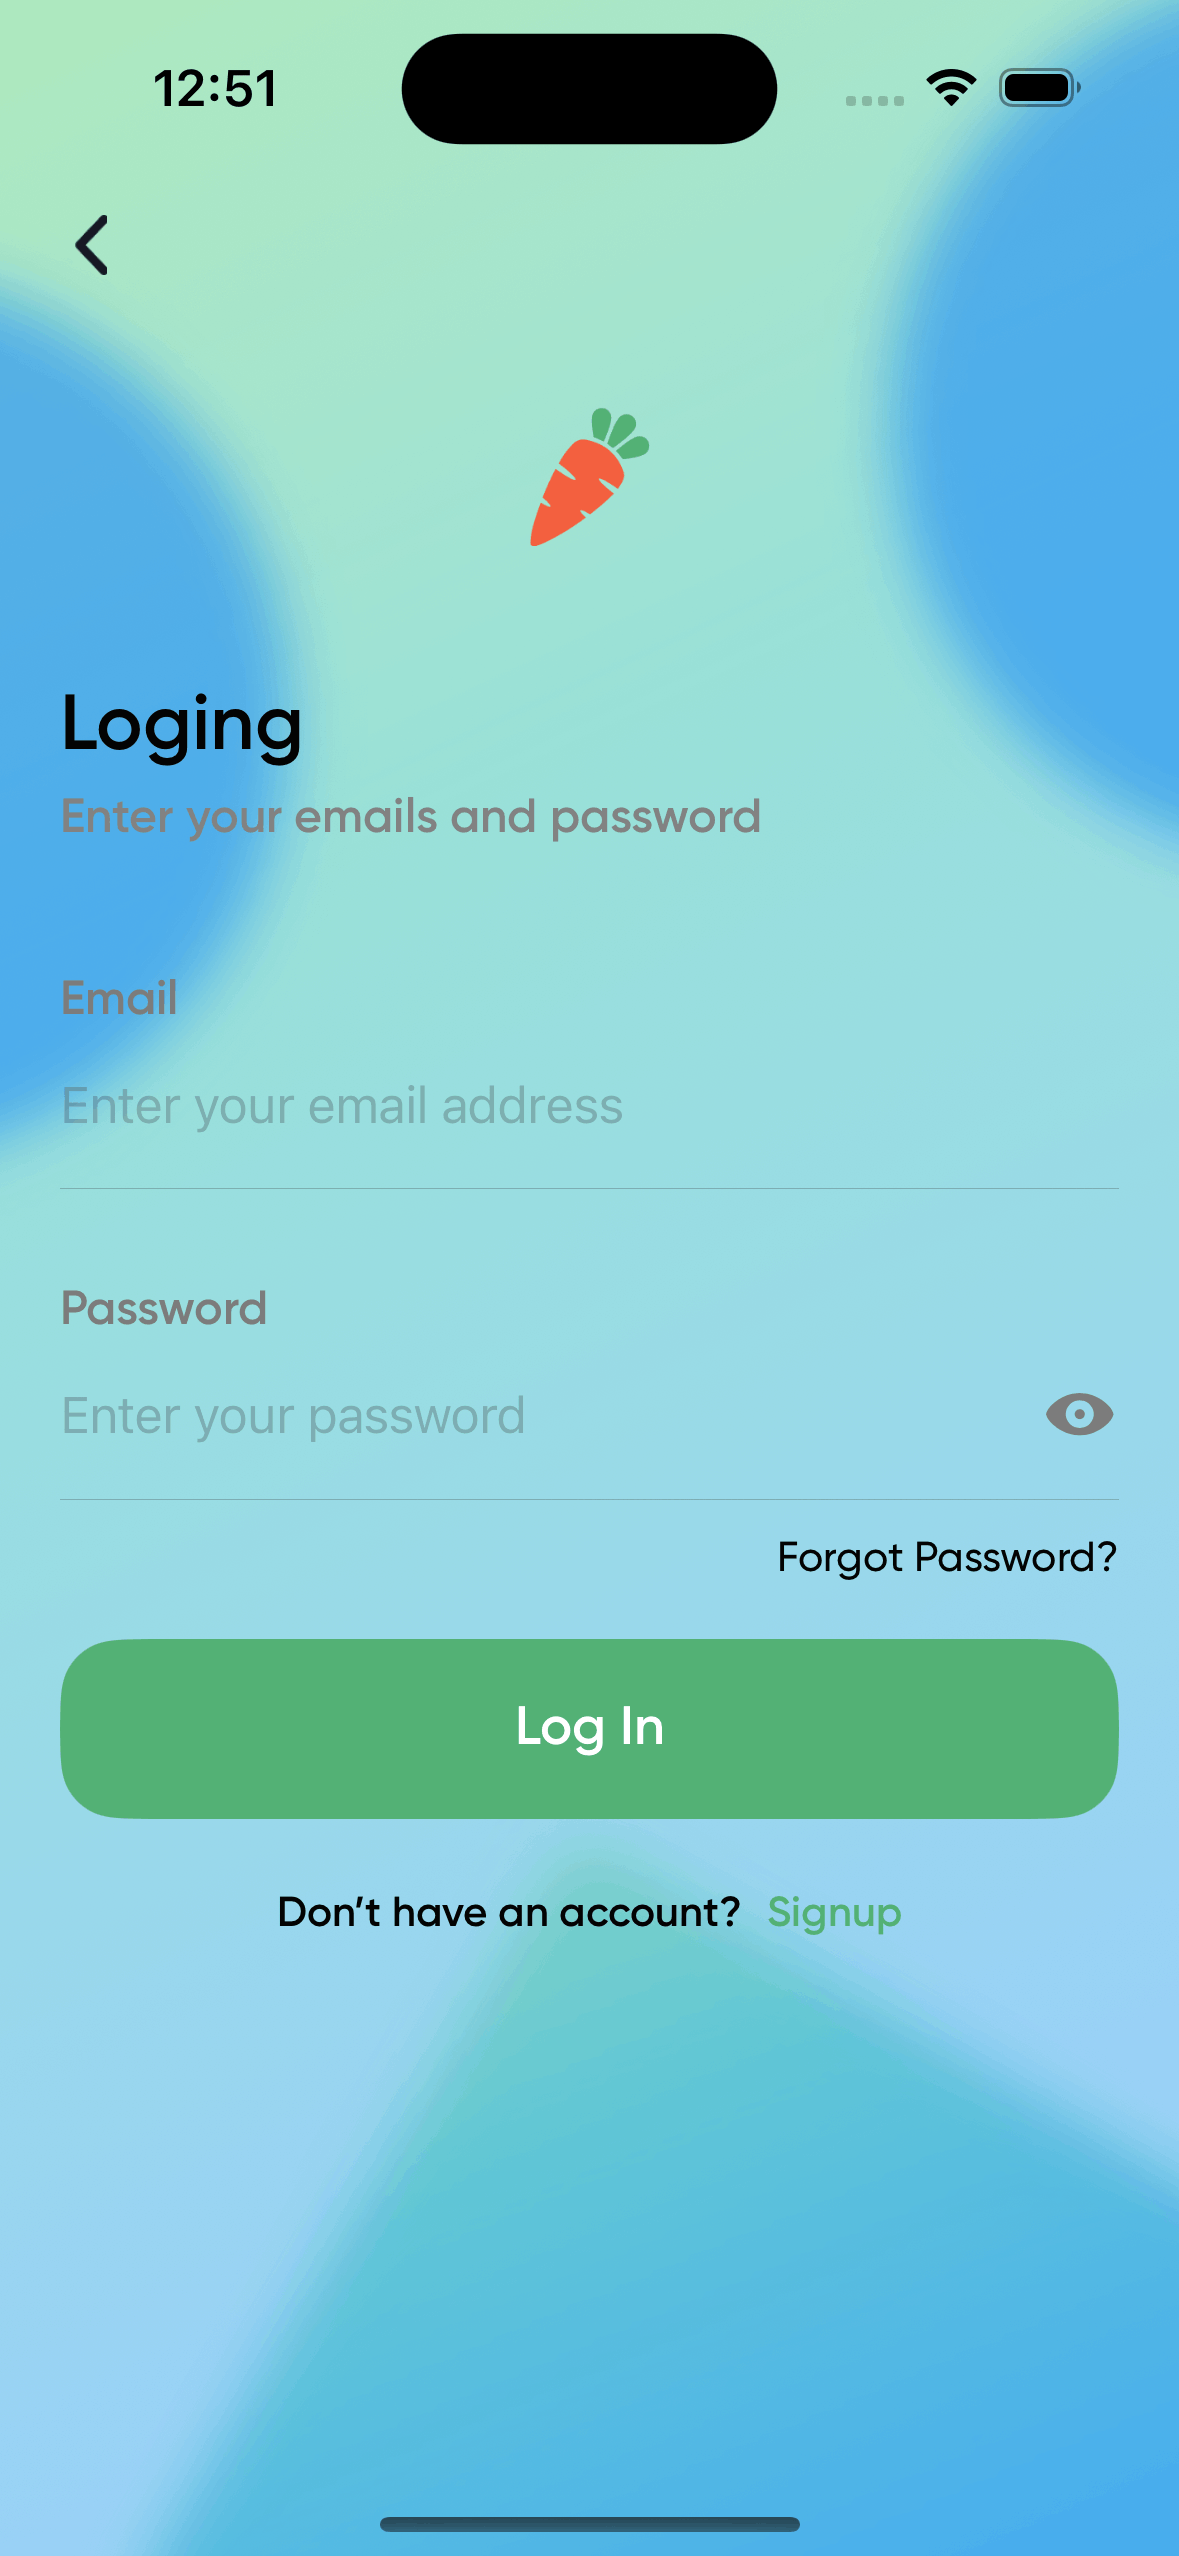 12:51
Loging
Enter your emails and password
Email
Enter your email address
Password
Enter your password
Forgot Password?
Log In
Don’t have an account? Signup